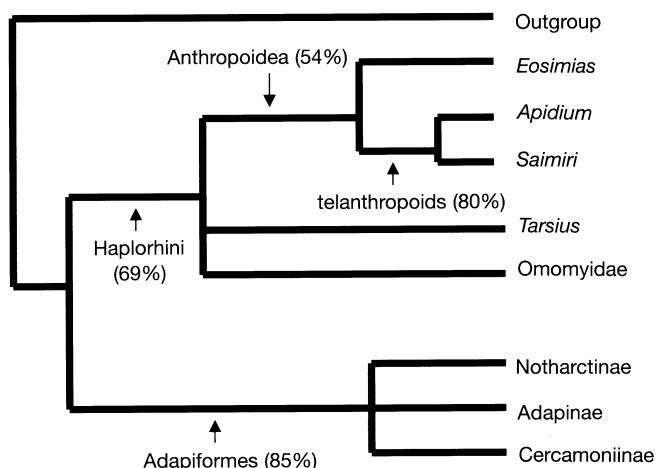 Outgroup
Anthropoidea (54%)
Eosimias
Apidium
Saimiri
telanthropoids (80%)
Tarsius
Haplorhini
(69%)
Omomyidae
Notharctinae
Adapinae
Adapiformes (85%)
Cercamoniinae